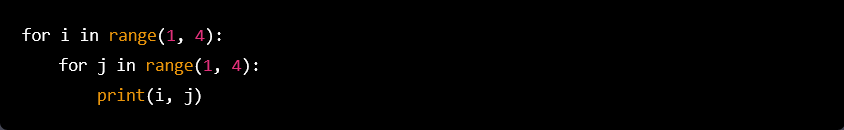 for i in range(1, 4):
    for j in range(1, 4):
        print(i, j)